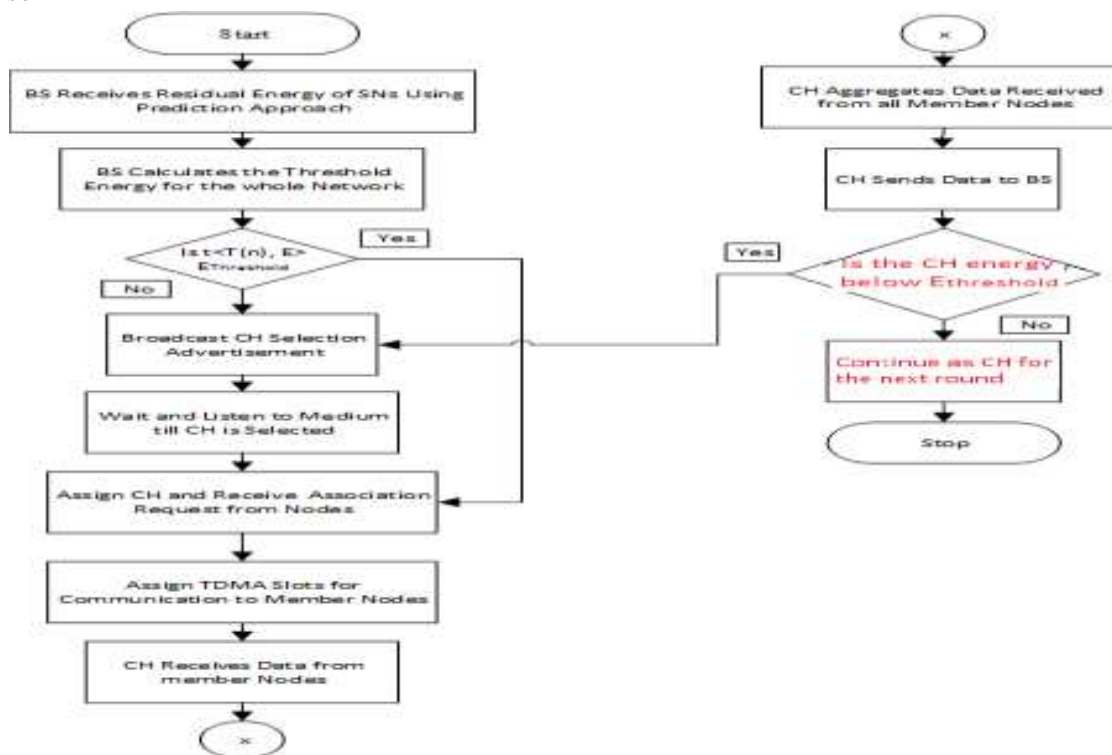 Start
BS Receives Residual Energy of SNs Using
Prediction Approach
BS Calculates the Threshold
Energy for the whole Network
Is t<T(n), E>
EThreshold
Yes
No
Broadcast CH Selection
Advertisement
Wait and Listen to Medium
till CH is Selected
Assign CH and Receive Association
Request from Nodes
Assign TDMA Slots for
Communication to Member Nodes
CH Receives Data from
member Nodes
x
x
CH Aggregates Data Received
from all Member Nodes
CH Sends Data to BS
Yes
Is the CH energy
below Ethreshold
No
Continue as CH for
the next round
Stop